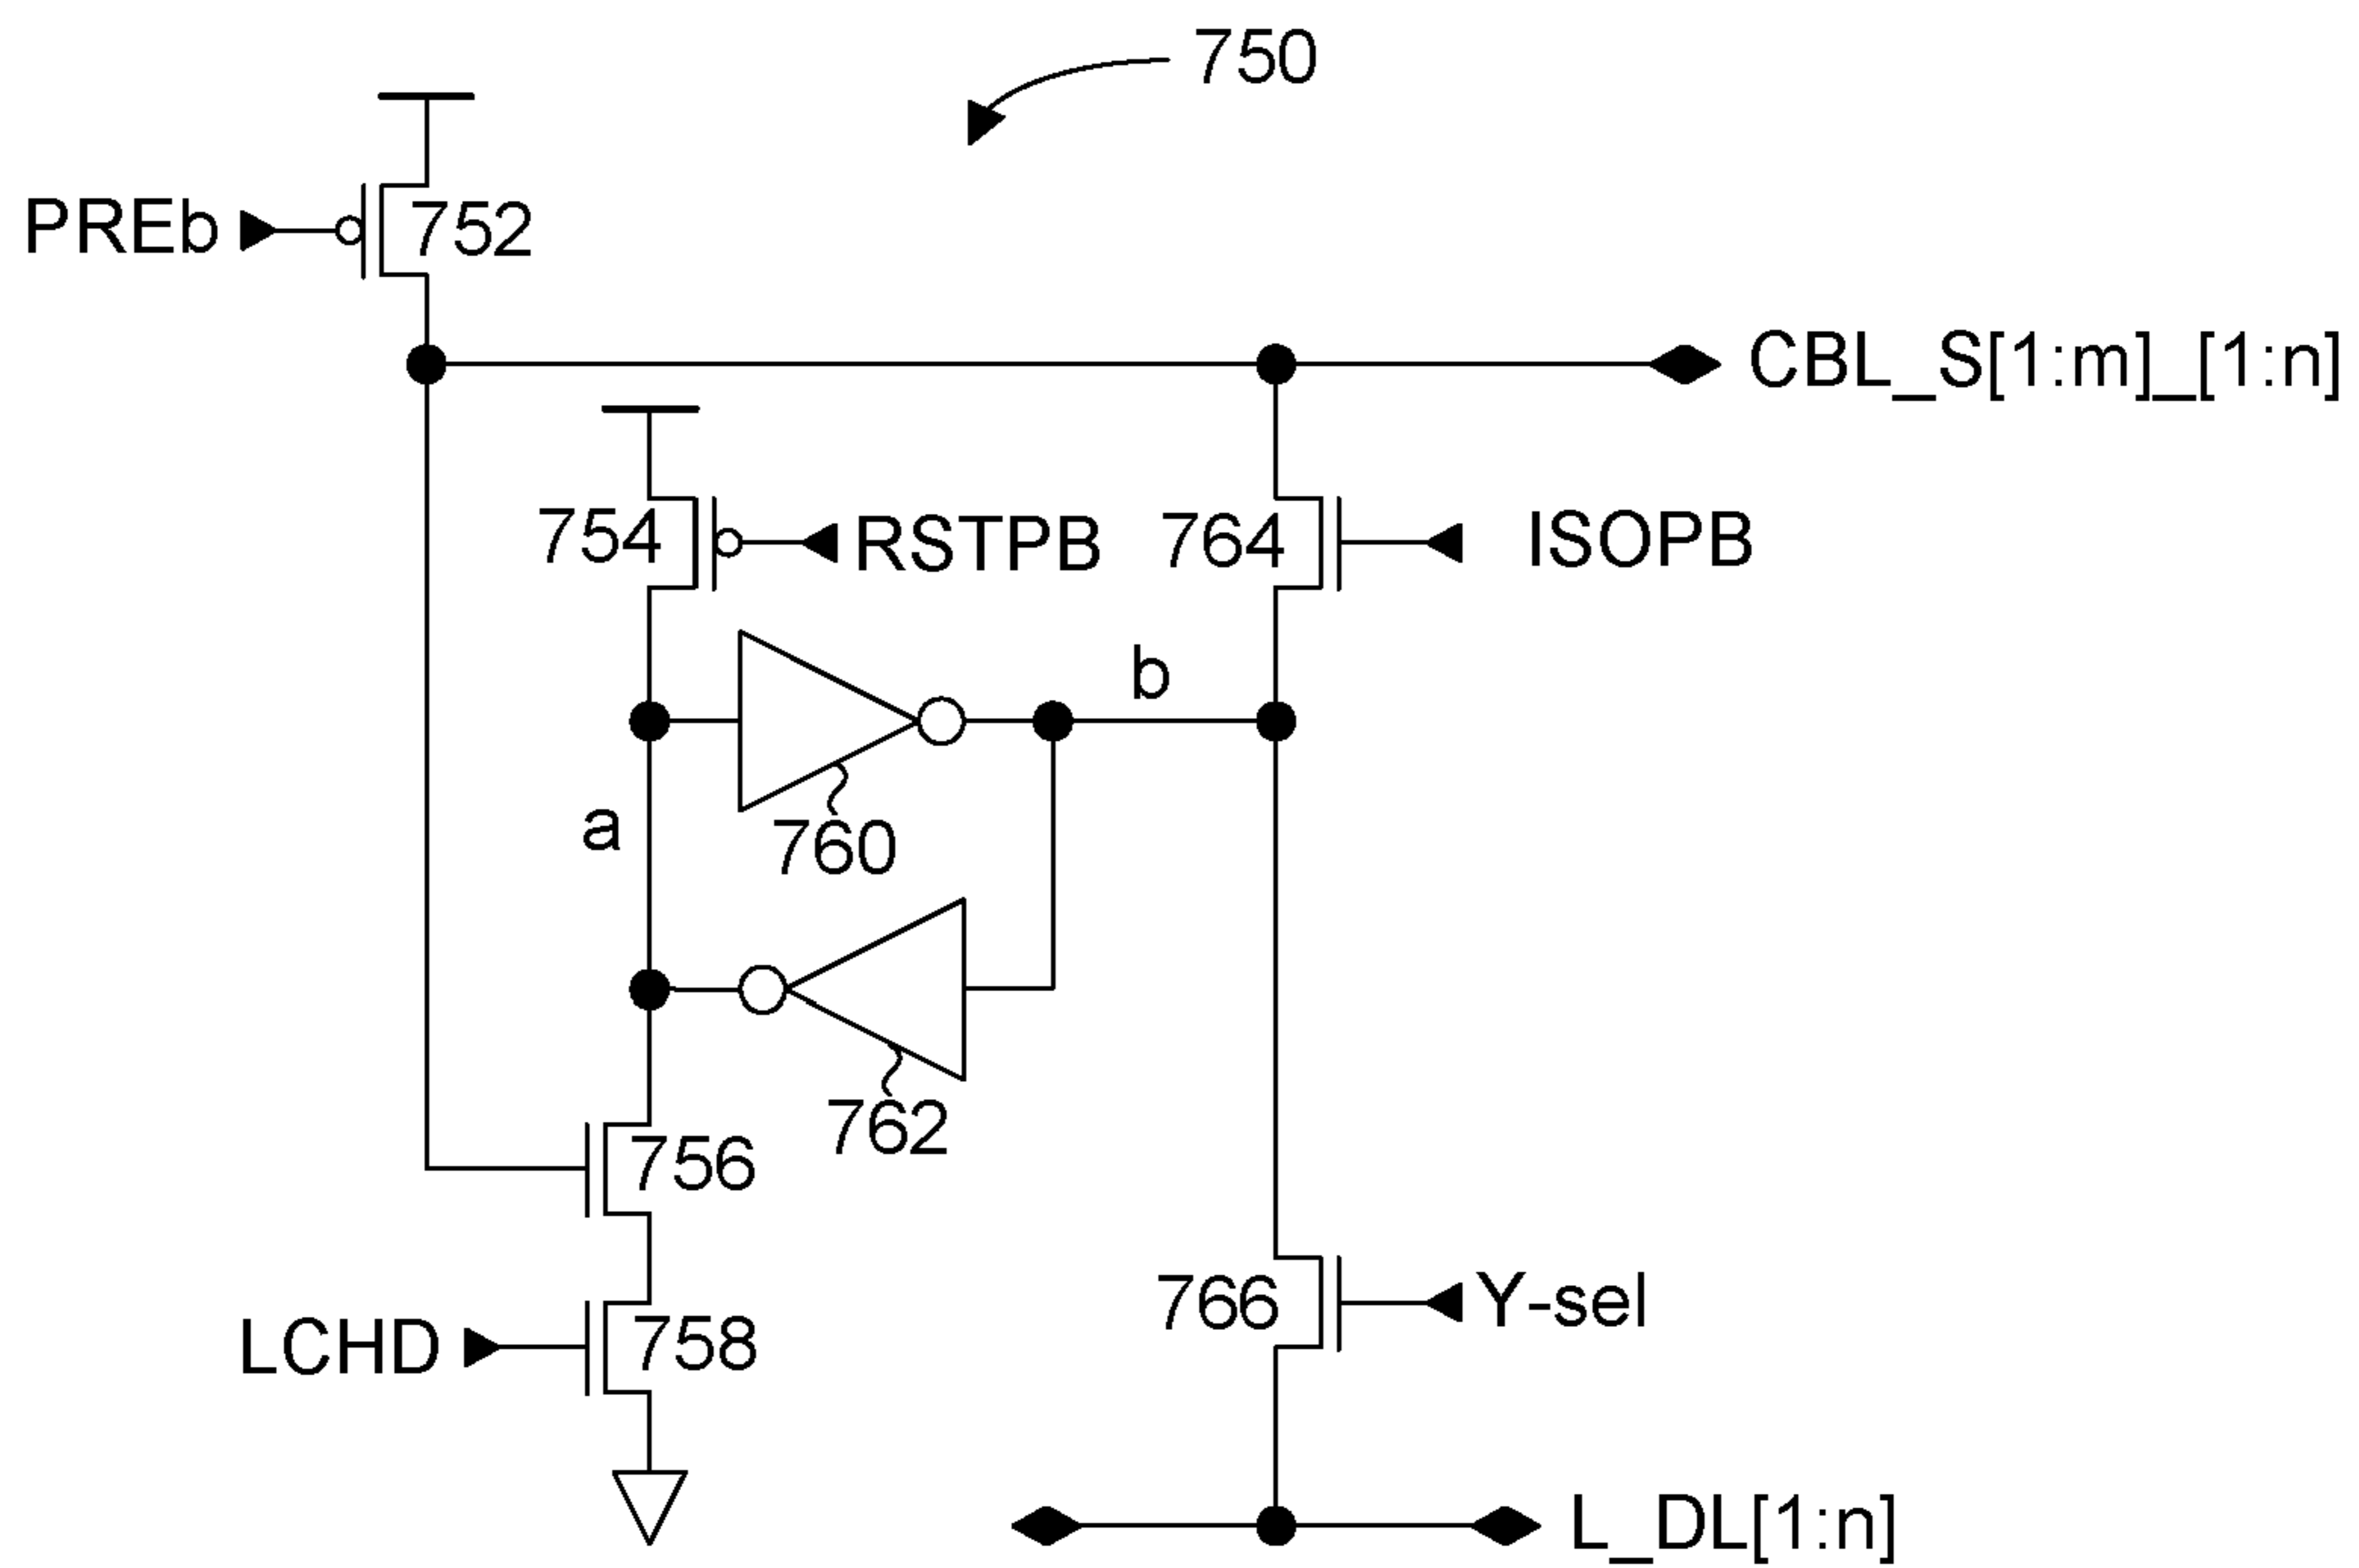 750
PREb
752
CBL_S[1:m]_[1:n]
754
RSTPB
764
ISOPB
b
a
760
762
756
766
Y-sel
LCHD
758
L_DL[1:n]